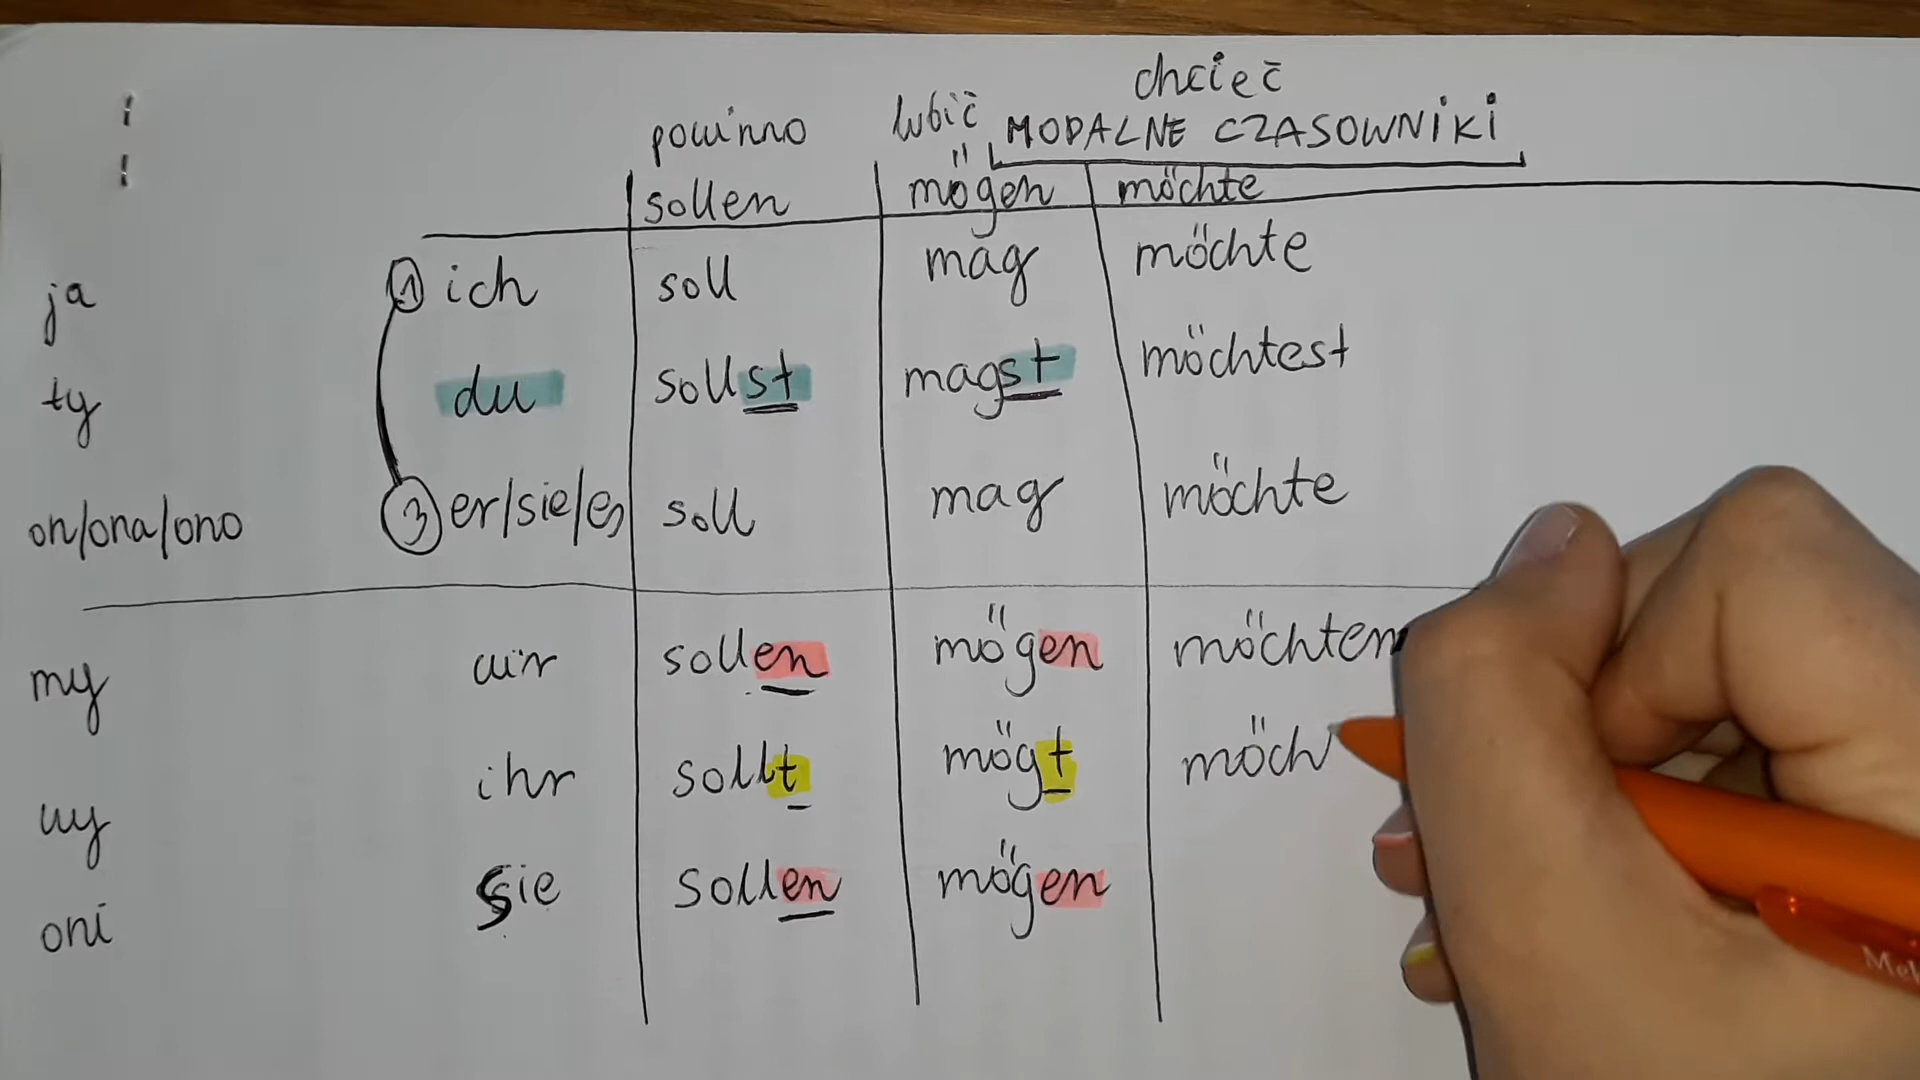 chcieć
powinno lubić MODALNE CZASOWNIKI
sollen mögen möchte
ja ich soll mag möchte
ty du sollst magst möchtest
on/ona/ono er/sie/es soll mag möchte
my wir sollen mögen möchten
wy ihr sollt mögt möch
oni Sie sollen mögen